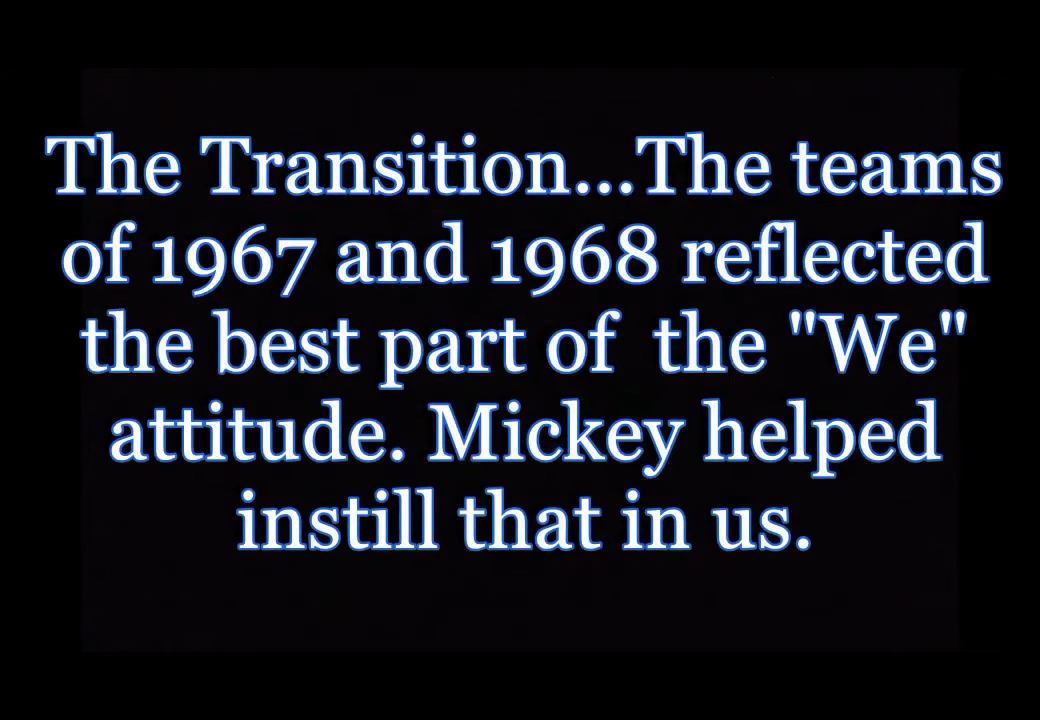 The Transition...The teams
of 1967 and 1968 reflected
the best part of  the "We"
attitude. Mickey helped
instill that in us.